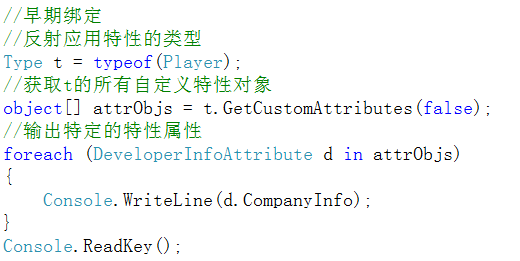 //早期绑定
//反射应用特性的类型
Type t = typeof(Player);
//获取t的所有自定义特性对象
object[] attrObjs = t.GetCustomAttributes(false);
//输出特定的特性属性
foreach (DeveloperInfoAttribute d in attrObjs)
{
    Console.WriteLine(d.CompanyInfo);
}
Console.ReadKey();